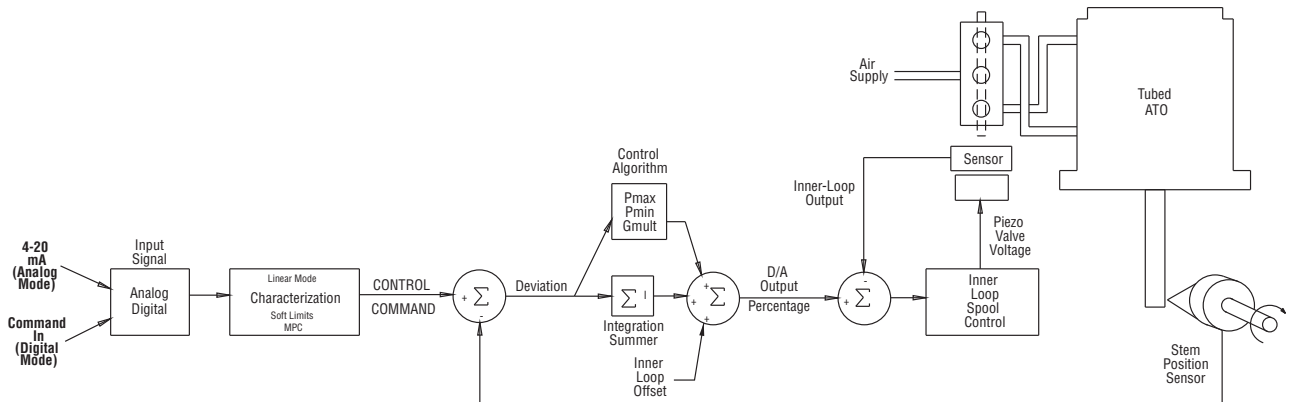 4-20
mA
(Analog
Mode)
Command
In
(Digital
Mode)
Input
Signal
Analog
Digital
Linear Mode
Characterization
Soft Limits
MPC
CONTROL
COMMAND
+
Σ
-
Deviation
Control
Algorithm
Pmax
Pmin
Gmult
Σ I
Integration
Summer
Inner
Loop
Offset
+
+ Σ
+
D/A
Output
Percentage
Inner-Loop
Output
-
+ Σ
Inner
Loop
Spool
Control
Piezo
Valve
Voltage
Sensor
Air
Supply
Tubed
ATO
Stem
Position
Sensor